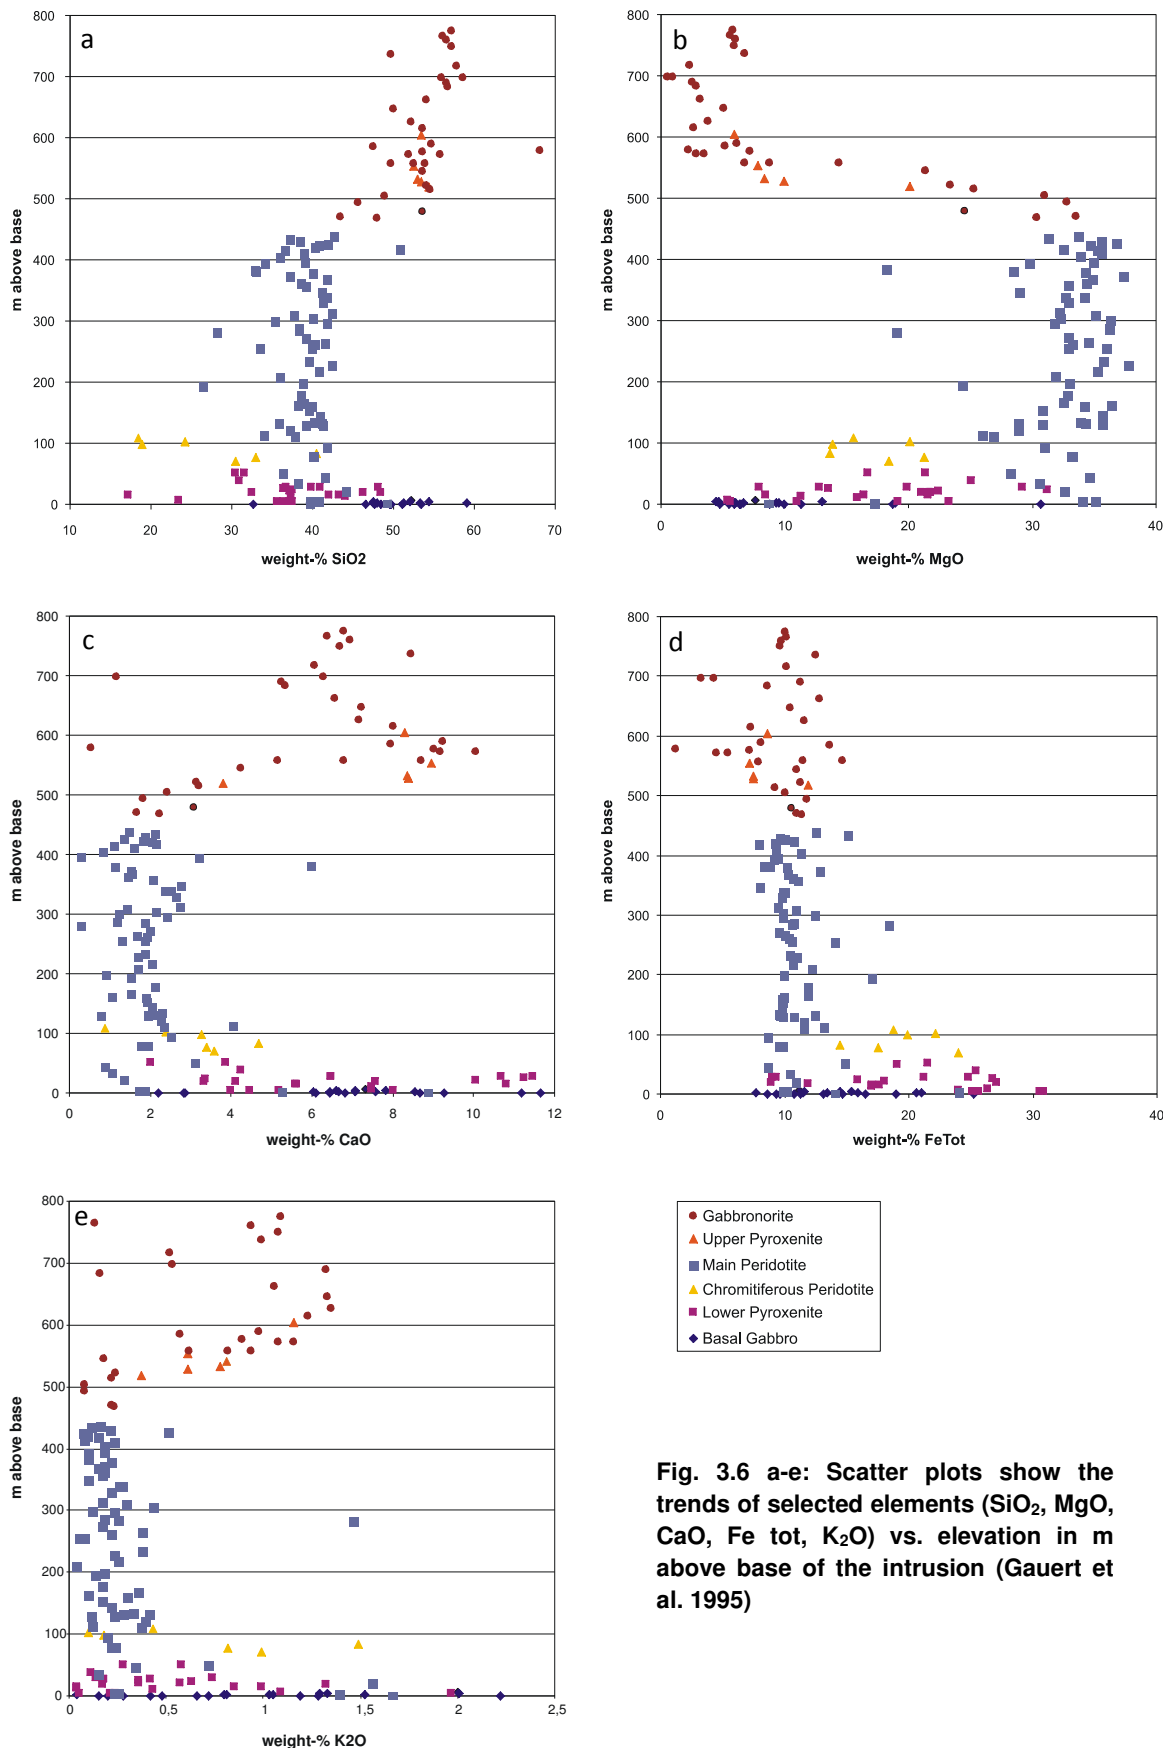 a
800
700
600
500
400
300
200
100
0
m above base
10 20 30 40 50 60 70
weight-% SiO2
b
800
700
600
500
400
300
200
100
0
m above base
0 10 20 30 40
weight-% MgO
c
800
700
600
500
400
300
200
100
0
m above base
0 2 4 6 8 10 12
weight-% CaO
d
800
700
600
500
400
300
200
100
0
m above base
0 10 20 30 40
weight-% FeTot
e
800
700
600
500
400
300
200
100
0
m above base
0 0,5 1 1,5 2 2,5
weight-% K2O
Gabbronorite
Upper Pyroxenite
Main Peridotite
Chromitiferous Peridotite
Lower Pyroxenite
Basal Gabbro
Fig. 3.6 a-e: Scatter plots show the
trends of selected elements (SiO₂, MgO,
CaO, Fe tot, K₂O) vs. elevation in m
above base of the intrusion (Gauert et
al. 1995)